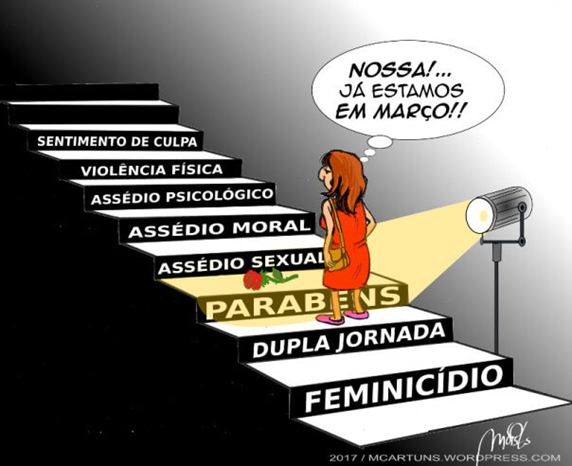 NOSSA!...
JÁ ESTAMOS
EM MARÇO!!
SENTIMENTO DE CULPA
VIOLÊNCIA FÍSICA
ASSÉDIO PSICOLÓGICO
ASSÉDIO MORAL
ASSÉDIO SEXUAL
PARABÉNS
DUPLA JORNADA
FEMINICÍDIO
2017 / MCARTUNS.WORDPRESS.COM